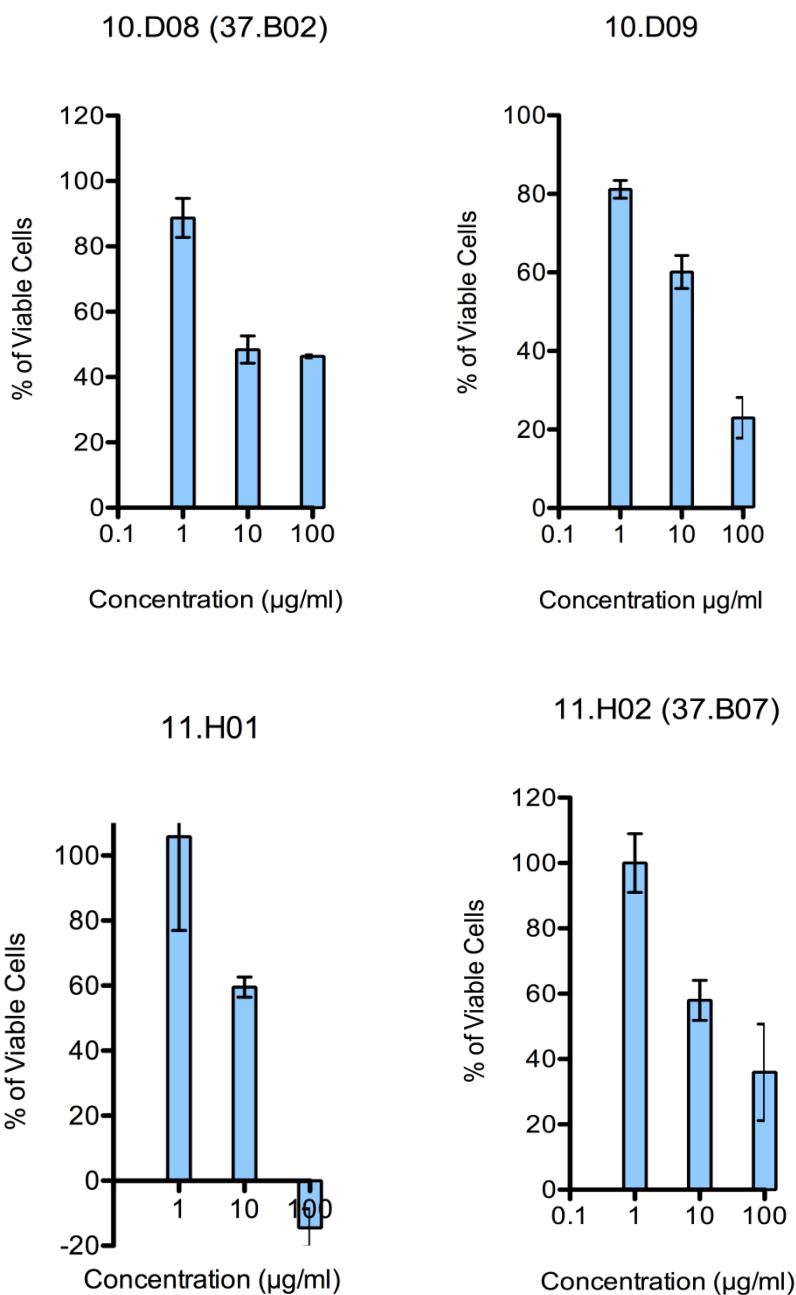 10.D08 (37.B02)
10.D09
% of Viable Cells
120
100
80
60
40
20
0
0.1 1 10 100
Concentration (µg/ml)
% of Viable Cells
100
80
60
40
20
0
0.1 1 10 100
Concentration µg/ml
11.H01
11.H02 (37.B07)
% of Viable Cells
100
80
60
40
20
0
-20
1 10 100
Concentration (µg/ml)
% of Viable Cells
120
100
80
60
40
20
0
0.1 1 10 100
Concentration (µg/ml)